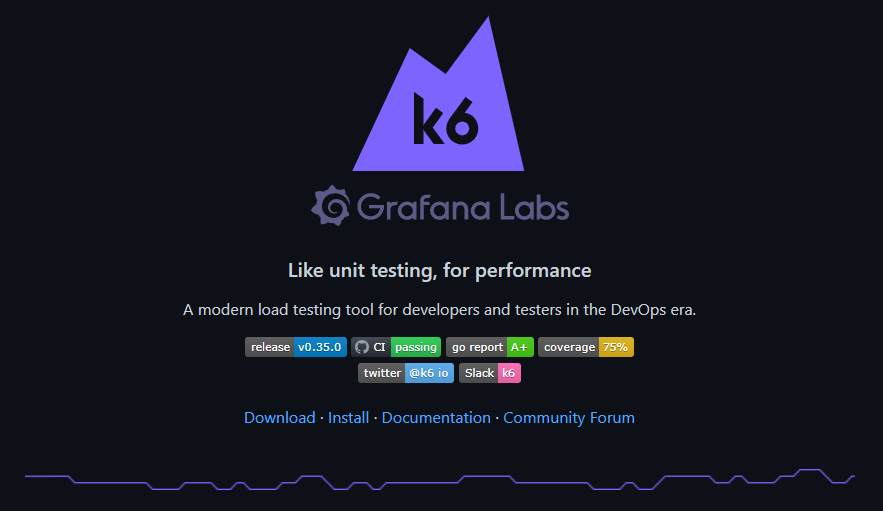 k6
Grafana Labs
Like unit testing, for performance
A modern load testing tool for developers and testers in the DevOps era.
release v0.35.0 CI passing go report A+ coverage 75%
twitter @k6 io Slack k6
Download · Install · Documentation · Community Forum